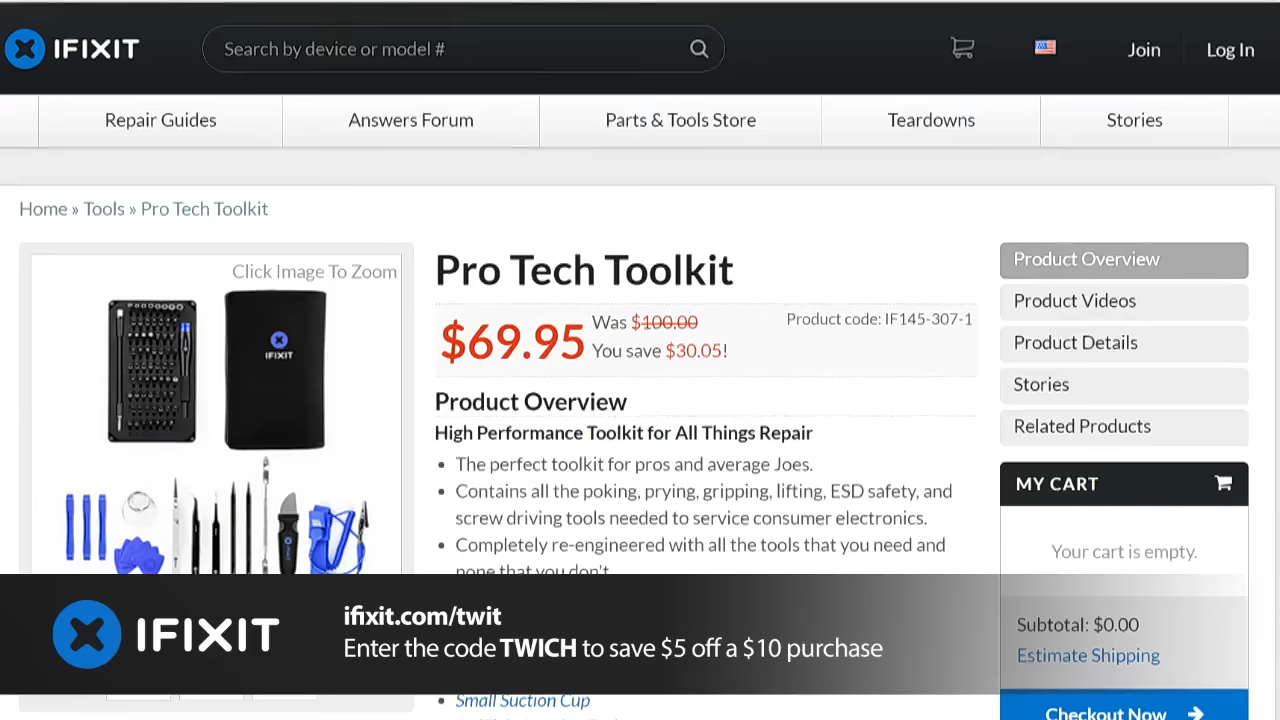 IFIXIT
Search by device or model #
Join
Log In
Repair Guides
Answers Forum
Parts & Tools Store
Teardowns
Stories
Home » Tools » Pro Tech Toolkit
Click Image To Zoom
IFIXIT
Pro Tech Toolkit
$69.95
Was $100.00
You save $30.05!
Product code: IF145-307-1
Product Overview
High Performance Toolkit for All Things Repair
• The perfect toolkit for pros and average Joes.
• Contains all the poking, prying, gripping, lifting, ESD safety, and
screw driving tools needed to service consumer electronics.
• Completely re-engineered with all the tools that you need and
none that you don't.
Product Overview
Product Videos
Product Details
Stories
Related Products
MY CART
Your cart is empty.
Subtotal: $0.00
Estimate Shipping
Checkout Now
IFIXIT
ifixit.com/twit
Enter the code TWICH to save $5 off a $10 purchase
• Small Suction Cup